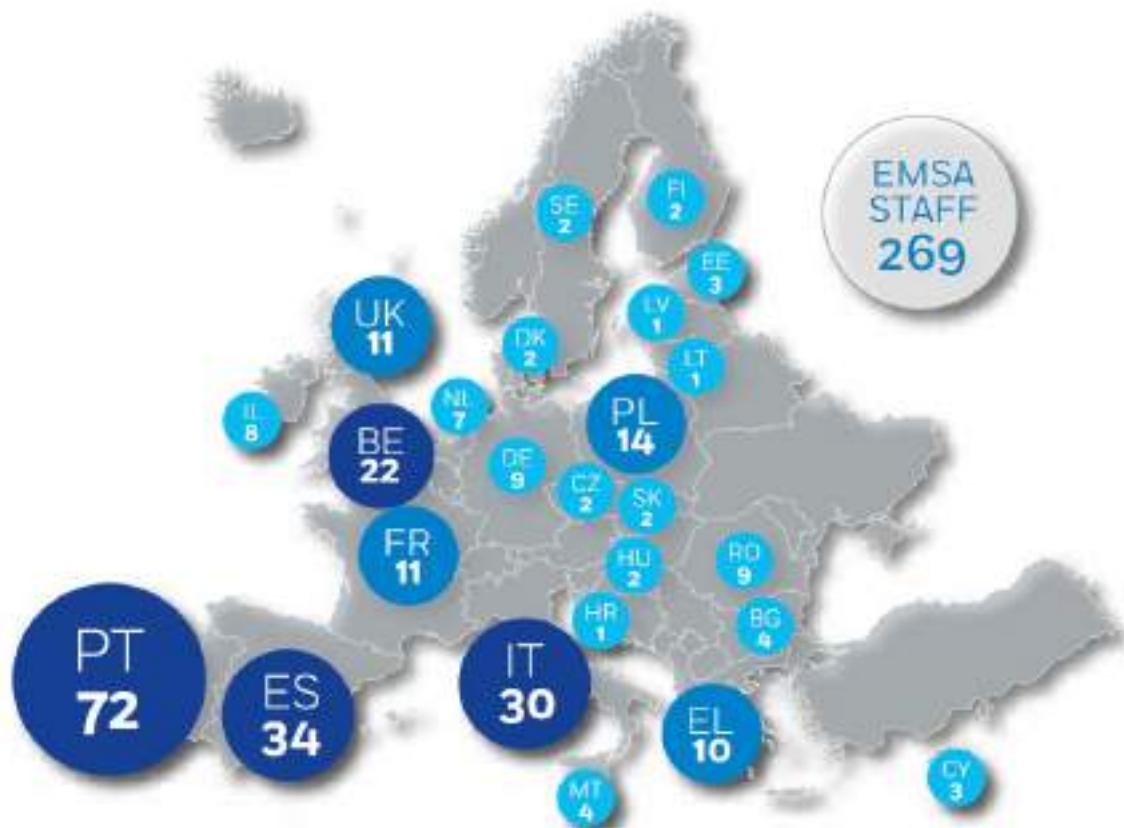 EMSA
STAFF
269
SE
2
FI
2
EE
3
LV
1
LT
1
UK
11
DK
2
IL
8
NL
7
PL
14
BE
22
DE
9
CZ
2
SK
2
FR
11
HU
2
RO
9
HR
1
BG
4
PT
72
ES
34
IT
30
EL
10
MT
4
CY
3